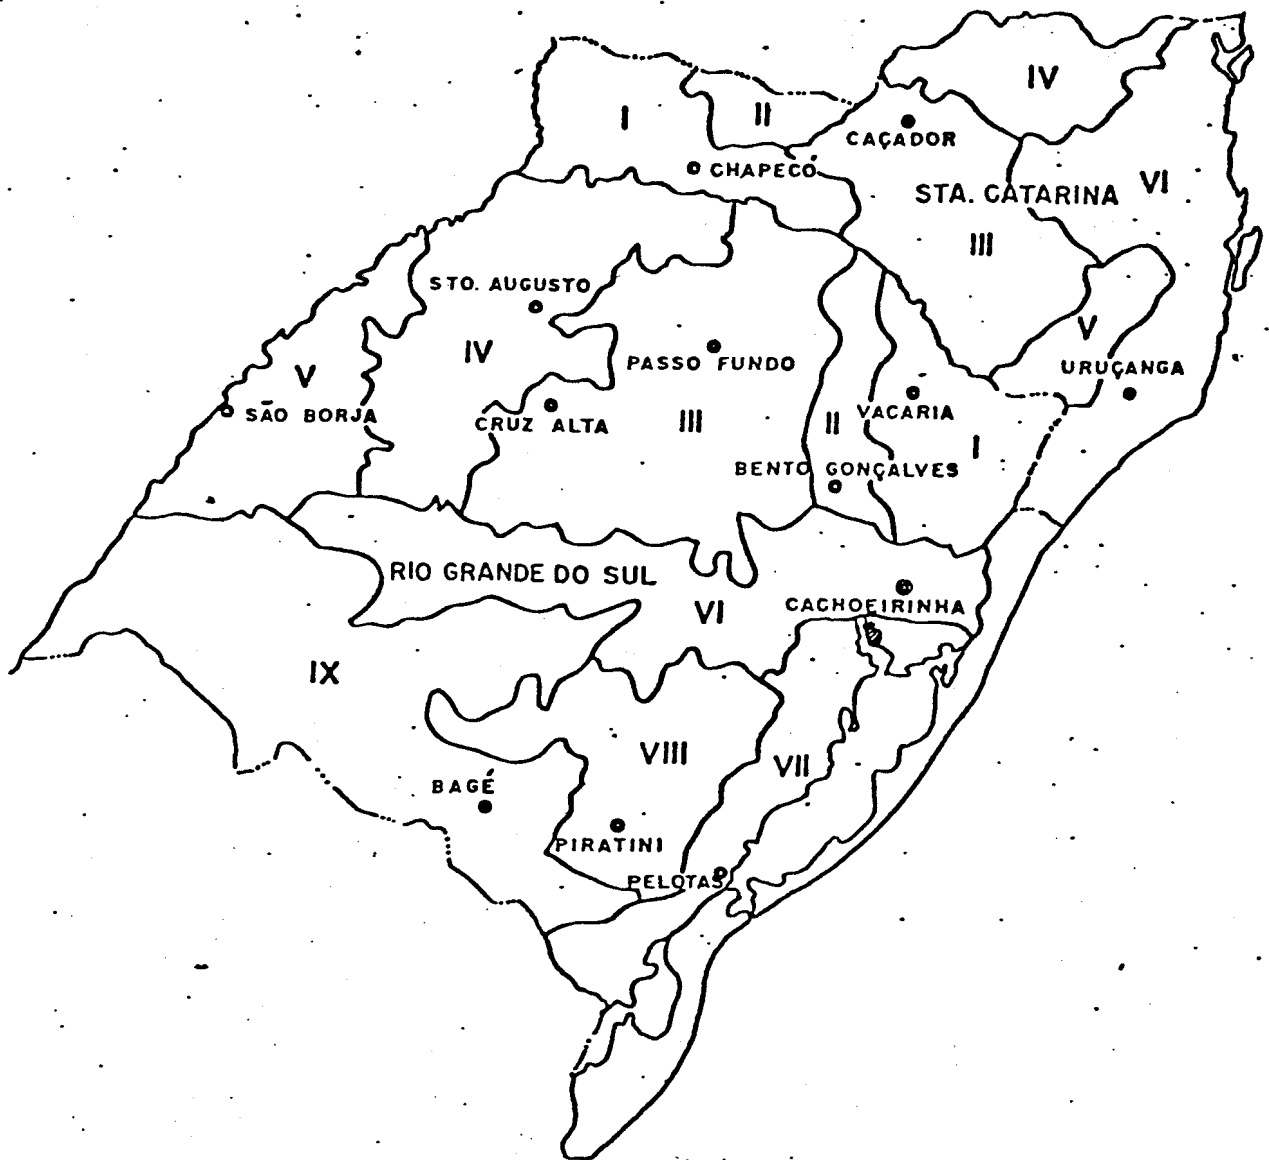 IV
I
II
CAÇADOR
CHAPECÓ
STA. CATARINA
VI
III
STO. AUGUSTO
V
URUÇANGA
IV
PASSO FUNDO
V
SÃO BORJA
CRUZ ALTA
III
II
VACARIA
I
BENTO GONÇALVES
RIO GRANDE DO SUL
VI
CACHOEIRINHA
IX
VIII
VII
BAGÉ
PIRATINI
PELOTAS